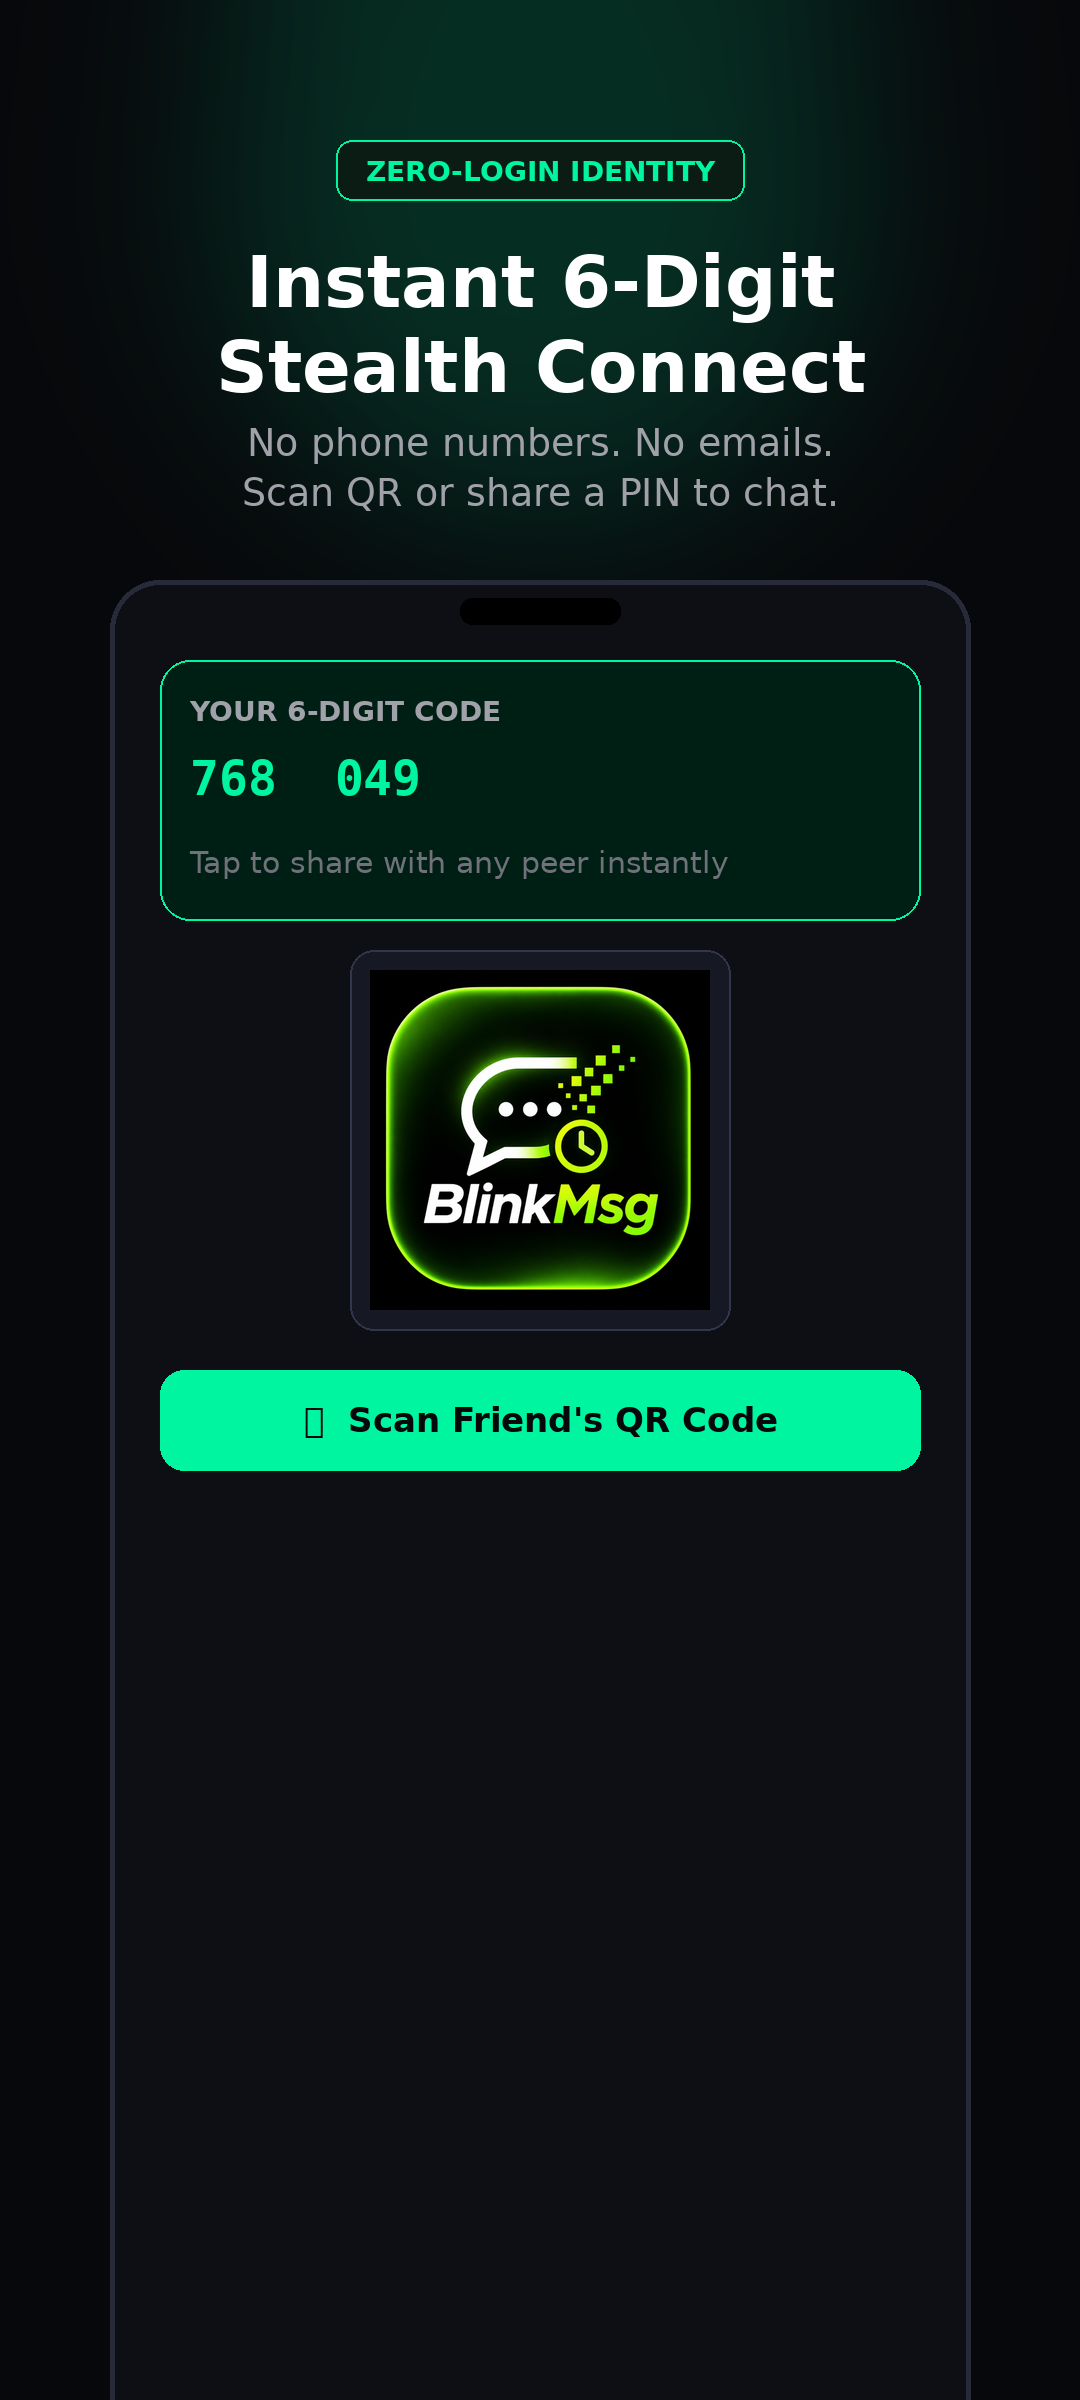 ZERO-LOGIN IDENTITY
Instant 6-Digit
Stealth Connect
No phone numbers. No emails.
Scan QR or share a PIN to chat.
YOUR 6-DIGIT CODE
768 049
Tap to share with any peer instantly
BlinkMsg
Scan Friend's QR Code